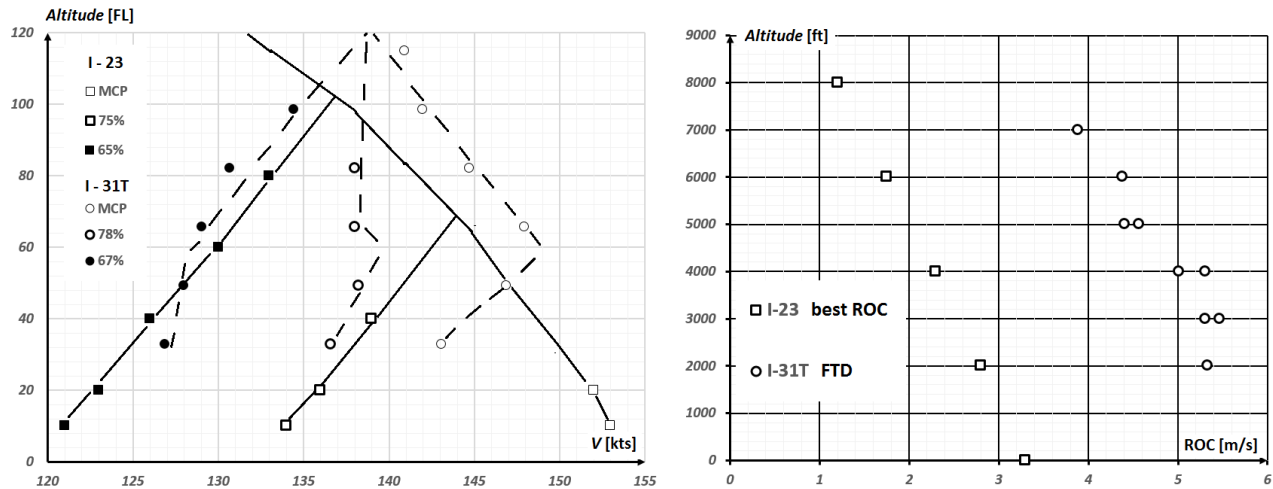 Altitude [FL]
120
100
80
60
40
20
0
I - 23
MCP
75%
65%
I - 31T
MCP
78%
67%
V [kts]
120 125 130 135 140 145 150 155
Altitude [ft]
9000
8000
7000
6000
5000
4000
3000
2000
1000
0
I-23 best ROC
I-31T FTD
ROC [m/s]
0 1 2 3 4 5 6